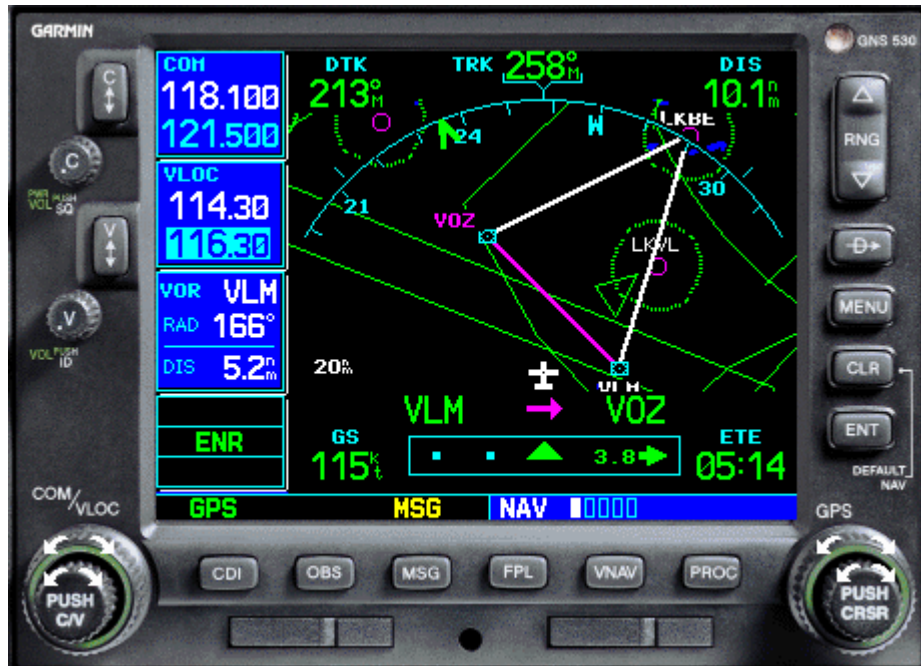 GARMIN
GNS 530
COM
118.100
121.500
VLOC
114.30
116.30
VOR VLM
RAD 166°
DIS 5.2nm
ENR
GPS
MSG
NAV
DTK
213°M
TRK 258°M
DIS
10.1nm
24
W
21
30
LKBE
VOZ
LKVL
20nm
VLM
VLM
VOZ
GS
115kt
3.8
ETE
05:14
C
.C
PWR
VOL
PUSH
SQ
V
.V
VOL
PUSH
ID
COM/VLOC
PUSH
C/V
RNG
D
MENU
CLR
ENT
DEFAULT
NAV
GPS
PUSH
CRSR
CDI
OBS
MSG
FPL
VNAV
PROC